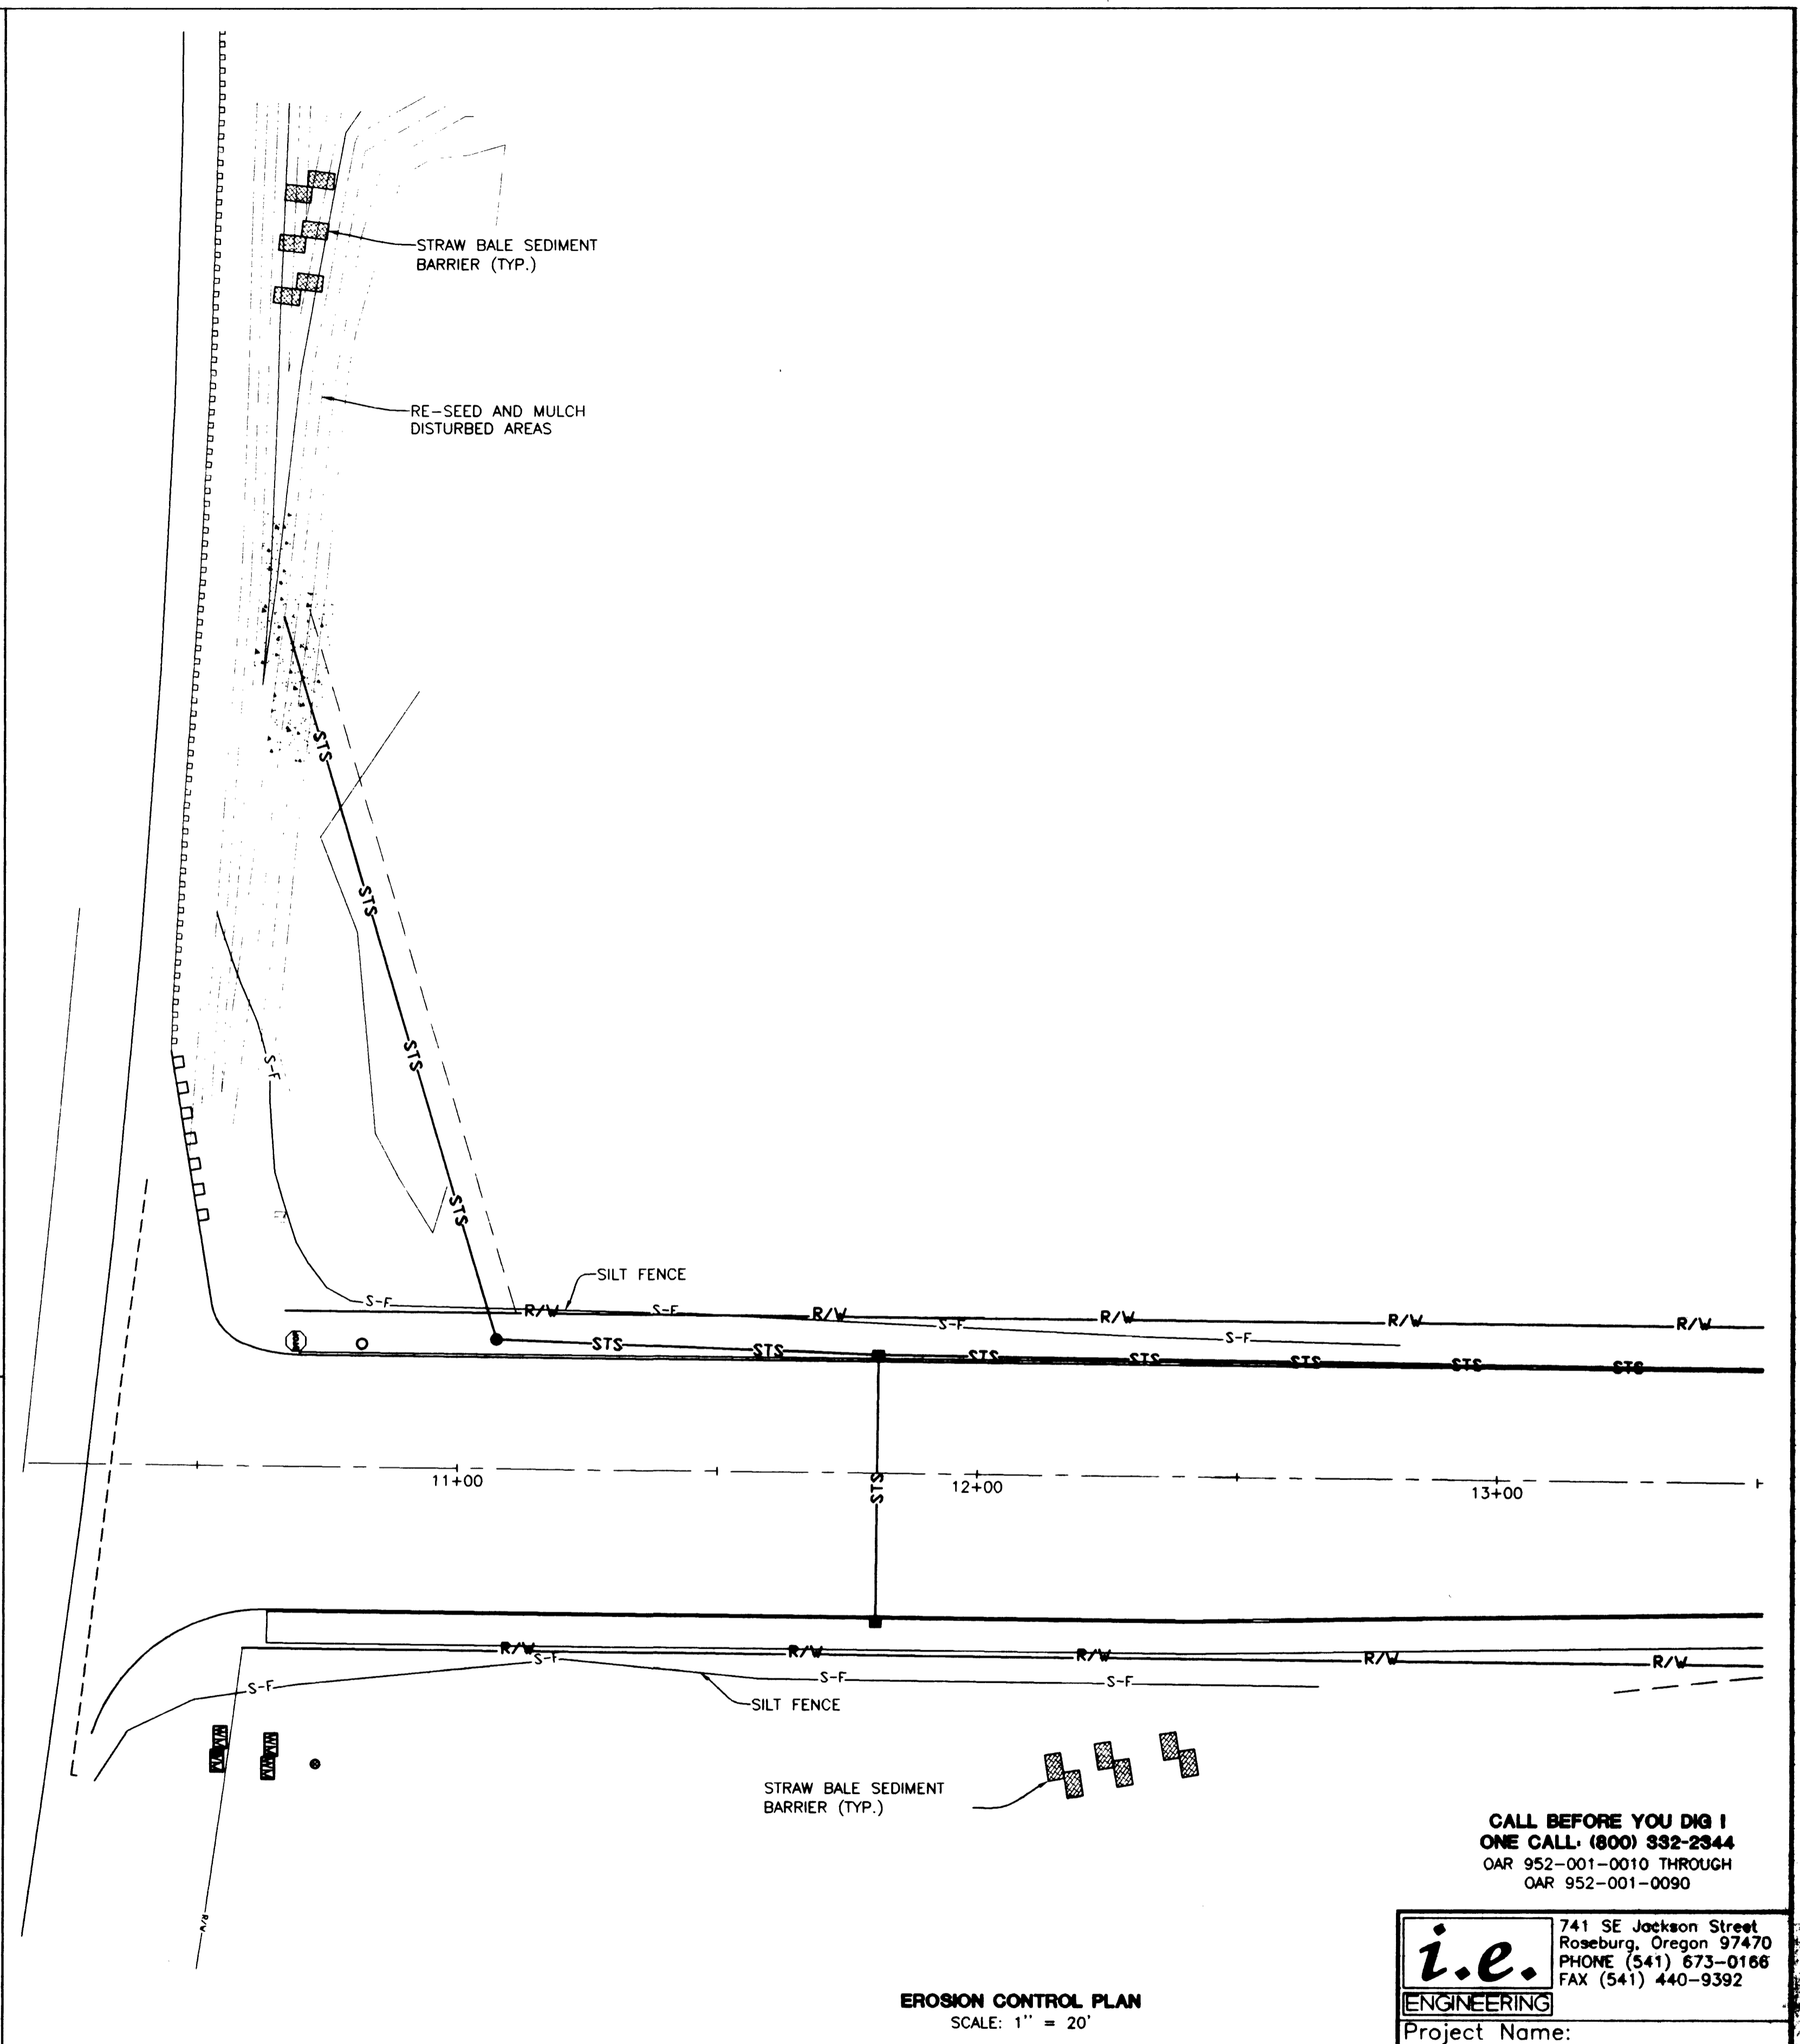 STRAW BALE SEDIMENT
BARRIER (TYP.)
RE-SEED AND MULCH
DISTURBED AREAS
STS
STS
S-F
STS
STS
SILT FENCE
S-F
R/W
S-F
R/W
S-F
R/W
S-F
R/W
R/W
STS
STS
STS
STS
STS
STS
STS
11+00
STS
12+00
13+00
R/W
S-F
R/W
S-F
R/W
S-F
R/W
R/W
S-F
SILT FENCE
WM
WM
WM
WM
STRAW BALE SEDIMENT
BARRIER (TYP.)
R/W
CALL BEFORE YOU DIG !
ONE CALL: (800) 332-2344
OAR 952-001-0010 THROUGH
OAR 952-001-0090
i.e.
ENGINEERING
741 SE Jackson Street
Roseburg, Oregon 97470
PHONE (541) 673-0166
FAX (541) 440-9392
Project Name:
EROSION CONTROL PLAN
SCALE: 1'' = 20'